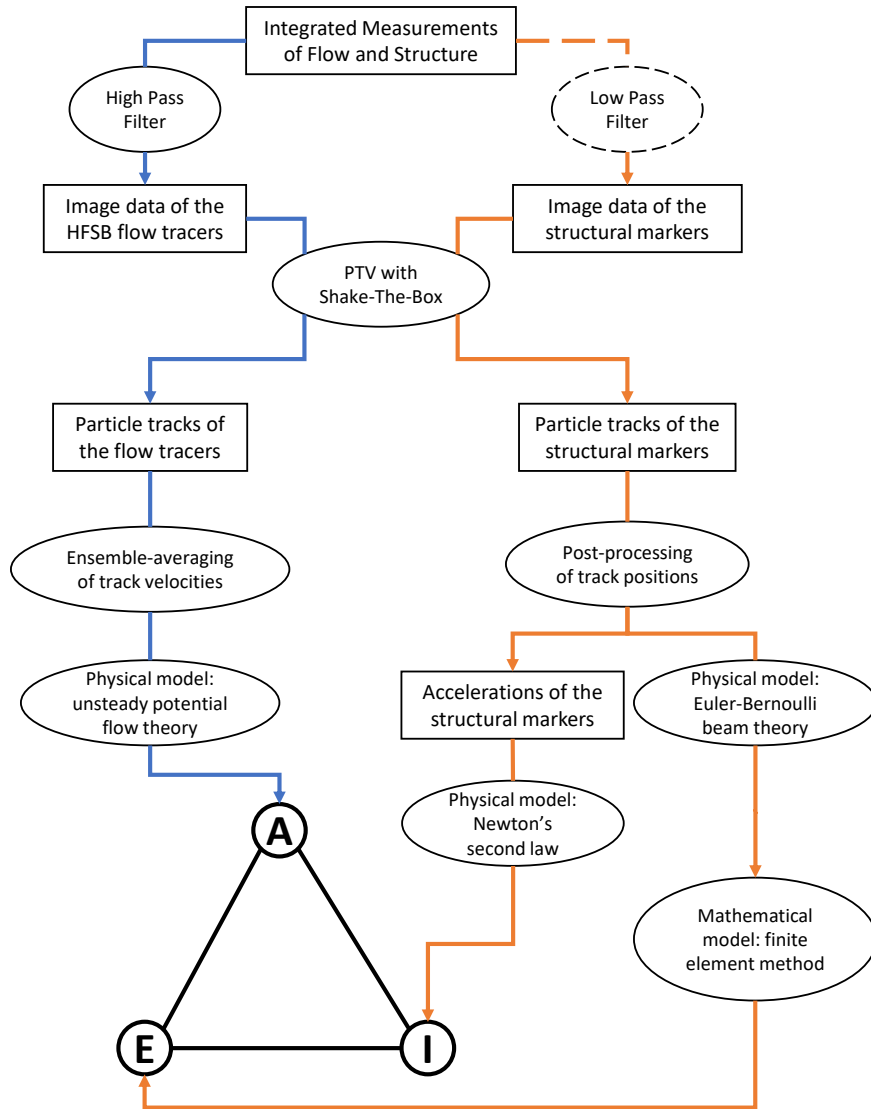 Integrated Measurements
of Flow and Structure
High Pass
Filter
Low Pass
Filter
Image data of the
HFSB flow tracers
Image data of the
structural markers
PTV with
Shake-The-Box
Particle tracks of
the flow tracers
Particle tracks of the
structural markers
Ensemble-averaging
of track velocities
Post-processing
of track positions
Physical model:
unsteady potential
flow theory
Accelerations of the
structural markers
Physical model:
Euler-Bernoulli
beam theory
Physical model:
Newton's
second law
A
Mathematical
model: finite
element method
E
I